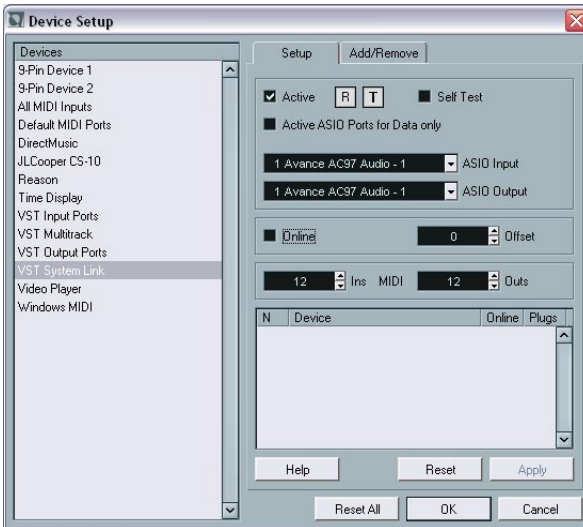 Device Setup
Devices
9-Pin Device 1
9-Pin Device 2
All MIDI Inputs
Default MIDI Ports
DirectMusic
JLCooper CS-10
Reason
Time Display
VST Input Ports
VST Multitrack
VST Output Ports
VST System Link
Video Player
Windows MIDI
Setup Add/Remove
Active R T Self Test
Active ASIO Ports for Data only
1 Avance AC97 Audio - 1 ASIO Input
1 Avance AC97 Audio - 1 ASIO Output
Online 0 Offset
12 Ins MIDI 12 Outs
N Device Online Plugs
Help Reset Apply
Reset All OK Cancel